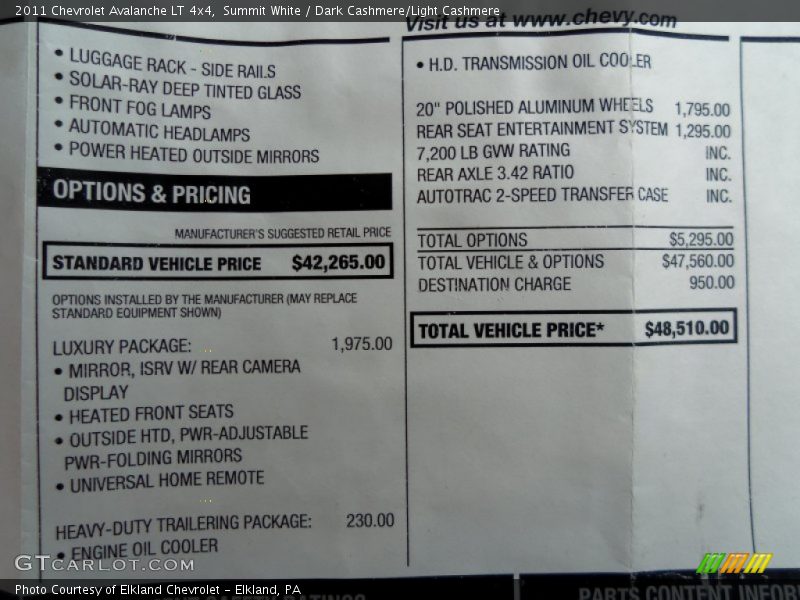 2011 Chevrolet Avalanche LT 4x4,  Summit White / Dark Cashmere/Light Cashmere
• LUGGAGE RACK - SIDE RAILS
• SOLAR-RAY DEEP TINTED GLASS
• FRONT FOG LAMPS
• AUTOMATIC HEADLAMPS
• POWER HEATED OUTSIDE MIRRORS
OPTIONS & PRICING
MANUFACTURER'S SUGGESTED RETAIL PRICE
STANDARD VEHICLE PRICE $42,265.00
OPTIONS INSTALLED BY THE MANUFACTURER (MAY REPLACE
STANDARD EQUIPMENT SHOWN)
LUXURY PACKAGE: 1,975.00
• MIRROR, ISRV W/ REAR CAMERA
DISPLAY
• HEATED FRONT SEATS
• OUTSIDE HTD, PWR-ADJUSTABLE
PWR-FOLDING MIRRORS
• UNIVERSAL HOME REMOTE
HEAVY-DUTY TRAILERING PACKAGE: 230.00
• ENGINE OIL COOLER
Visit us at www.chevy.com
• H.D. TRANSMISSION OIL COOLER
20" POLISHED ALUMINUM WHEELS 1,795.00
REAR SEAT ENTERTAINMENT SYSTEM 1,295.00
7,200 LB GVW RATING INC.
REAR AXLE 3.42 RATIO INC.
AUTOTRAC 2-SPEED TRANSFER CASE INC.
TOTAL OPTIONS $5,295.00
TOTAL VEHICLE & OPTIONS $47,560.00
DESTINATION CHARGE 950.00
TOTAL VEHICLE PRICE* $48,510.00
GTCARLOT.COM
Photo Courtesy of Elkland Chevrolet - Elkland, PA
PARTS CONTENT INFOR